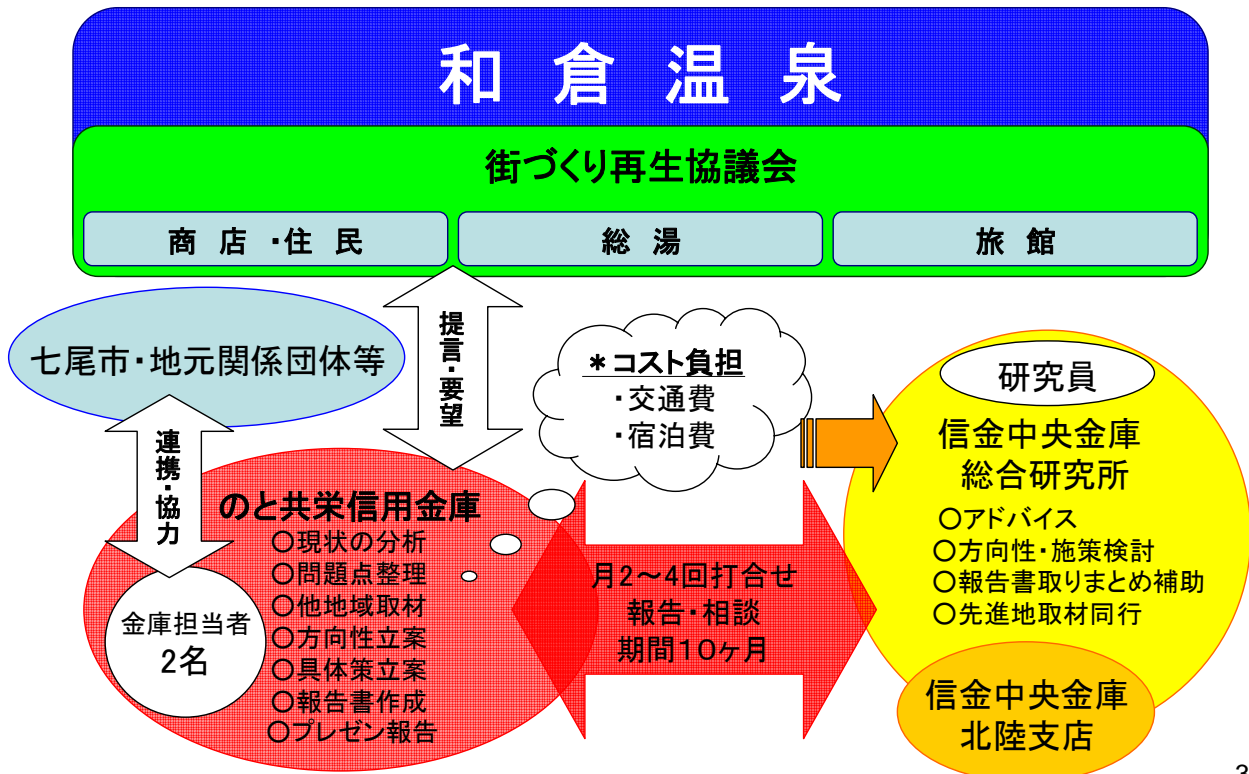 和 倉 温 泉
街づくり再生協議会
商 店 ・住 民
総 湯
旅 館
七尾市・地元関係団体等
提言・要望
*コスト負担
・交通費
・宿泊費
研究員
信金中央金庫
総合研究所
○アドバイス
○方向性・施策検討
○報告書取りまとめ補助
○先進地取材同行
信金中央金庫
北陸支店
連携・協力
のと共栄信用金庫
○現状の分析
○問題点整理
○他地域取材
○方向性立案
○具体策立案
○報告書作成
○プレゼン報告
金庫担当者
2名
月2～4回打合せ
報告・相談
期間10ヶ月
3